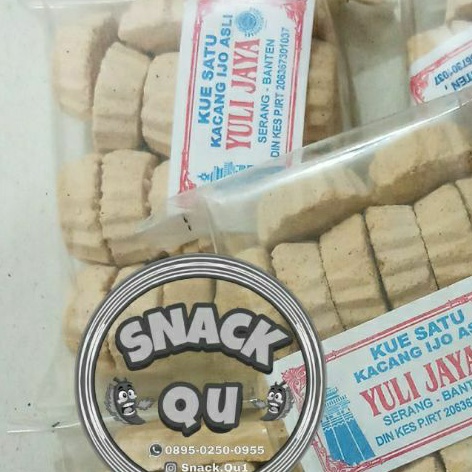 KUE SATU
KACANG IJO ASLI
YULI JAYA
SERANG - BANTEN
DIN KES P.IRT 206367301037
KUE SATU
KACANG IJO ASLI
YULI JAYA
SERANG - BAN
DIN KES P.IRT 20636
SNACK
QU
0895-0250-0955
Snack.Qu1